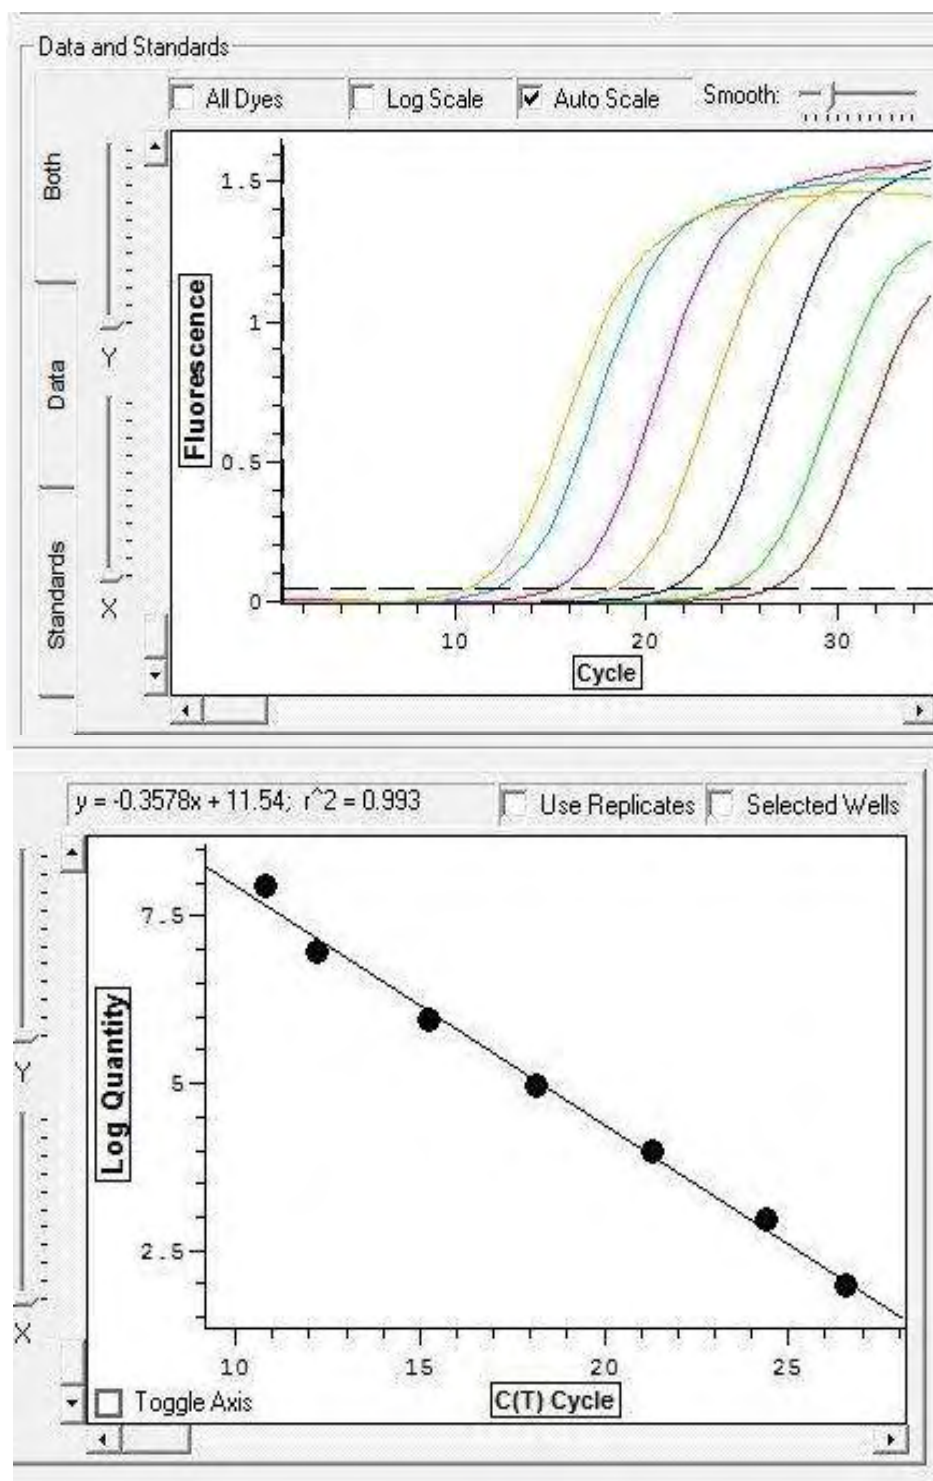 Data and Standards
All Dyes
Log Scale
Auto Scale
Smooth:
Both
Data
Standards
Y
X
Fluorescence
1.5
1
0.5
0
10
20
30
Cycle
y = -0.3578x + 11.54; r^2 = 0.993
Use Replicates
Selected Wells
Y
X
Log Quantity
7.5
5
2.5
10
15
20
25
Toggle Axis
C(T) Cycle